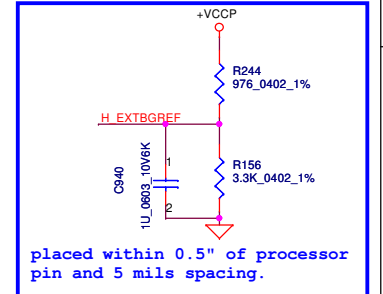 +VCCP
R244
976_0402_1%
H_EXTBGREF
C940
1U_0603_10V6K
1
2
R156
3.3K_0402_1%
placed within 0.5" of processor
pin and 5 mils spacing.